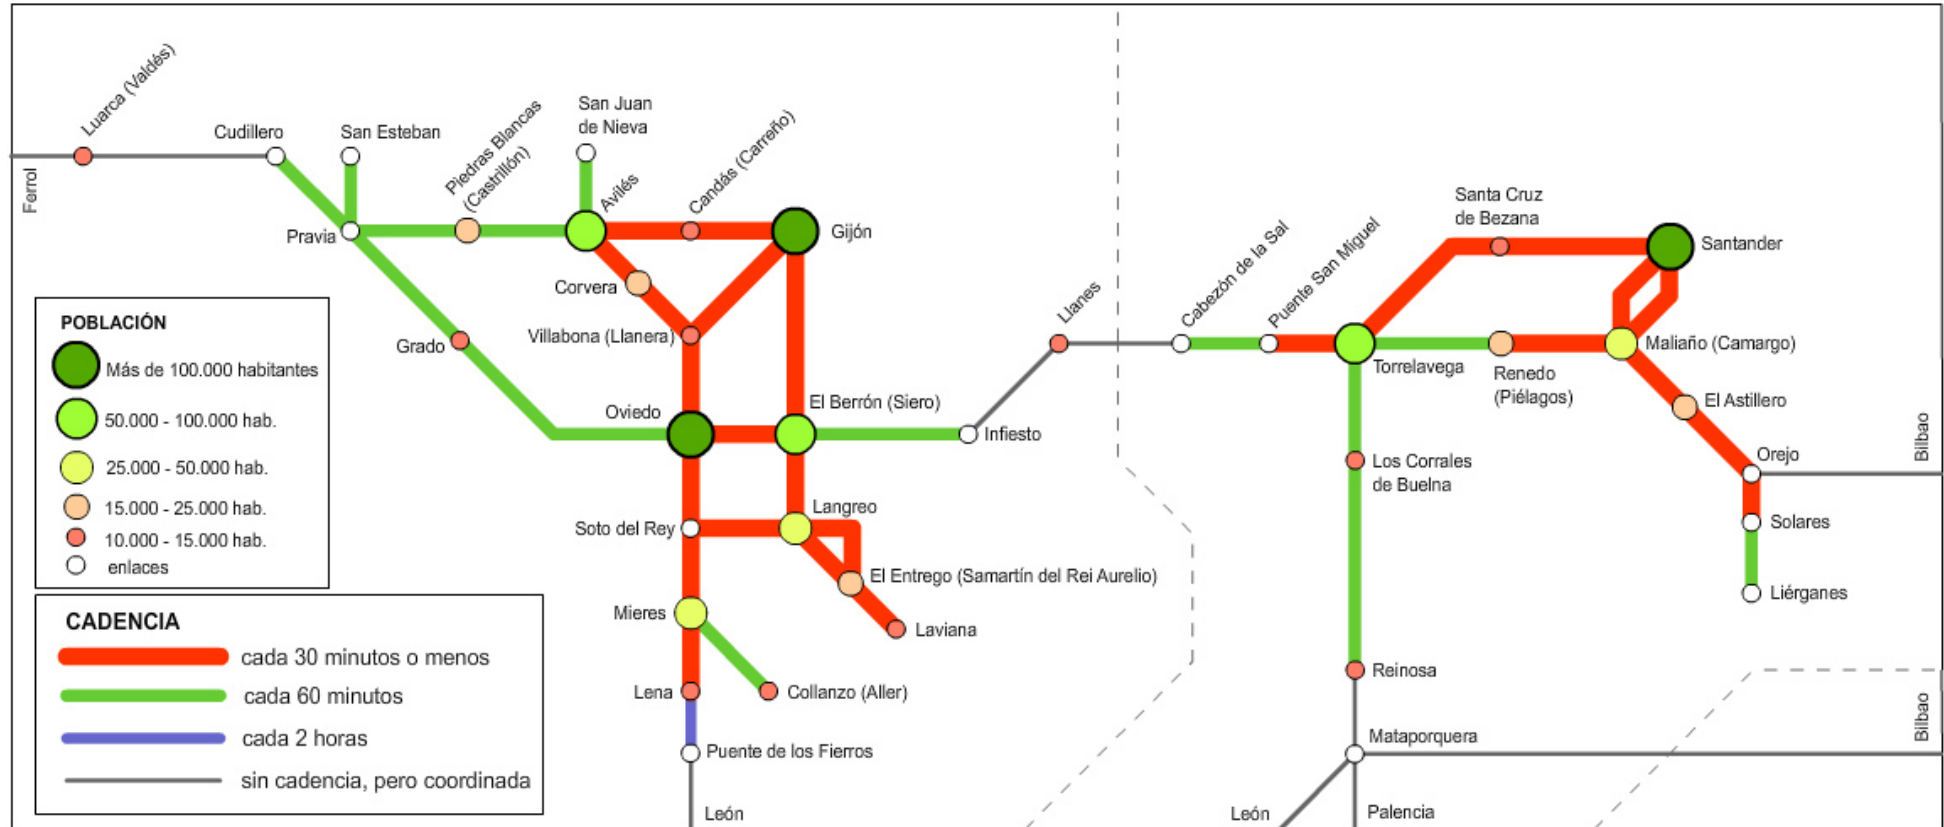 Luarca (Valdés)
Ferrol
Cudillero
San Esteban
Pravia
Piedras Blancas
(Castrillón)
San Juan
de Nieva
Avilés
Candás (Carreño)
Gijón
Corvera
Villabona (Llanera)
Grado
Oviedo
El Berrón (Siero)
Infiesto
Llanes
Soto del Rey
Langreo
El Entrego (Samartín del Rei Aurelio)
Laviana
Mieres
Lena
Collanzo (Aller)
Puente de los Fierros
León
Cabezón de la Sal
Puente San Miguel
Torrelavega
Santa Cruz
de Bezana
Santander
Renedo
(Piélagos)
Maliaño (Camargo)
El Astillero
Orejo
Bilbao
Solares
Liérganes
Los Corrales
de Buelna
Reinosa
Mataporquera
Bilbao
León
Palencia
POBLACIÓN
Más de 100.000 habitantes
50.000 - 100.000 hab.
25.000 - 50.000 hab.
15.000 - 25.000 hab.
10.000 - 15.000 hab.
enlaces
CADENCIA
cada 30 minutos o menos
cada 60 minutos
cada 2 horas
sin cadencia, pero coordinada